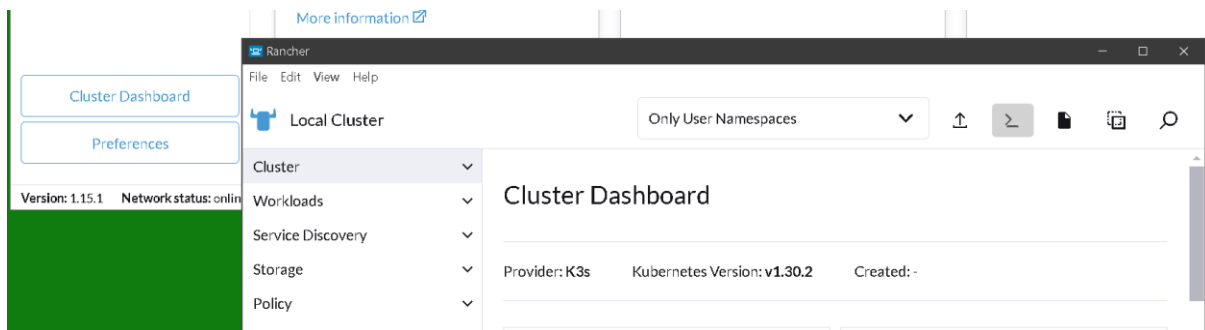 More information
Cluster Dashboard
Preferences
Version: 1.15.1 Network status: onlin
Rancher
File Edit View Help
Local Cluster
Only User Namespaces
Cluster
Workloads
Service Discovery
Storage
Policy
Cluster Dashboard
Provider: K3s Kubernetes Version: v1.30.2 Created: -